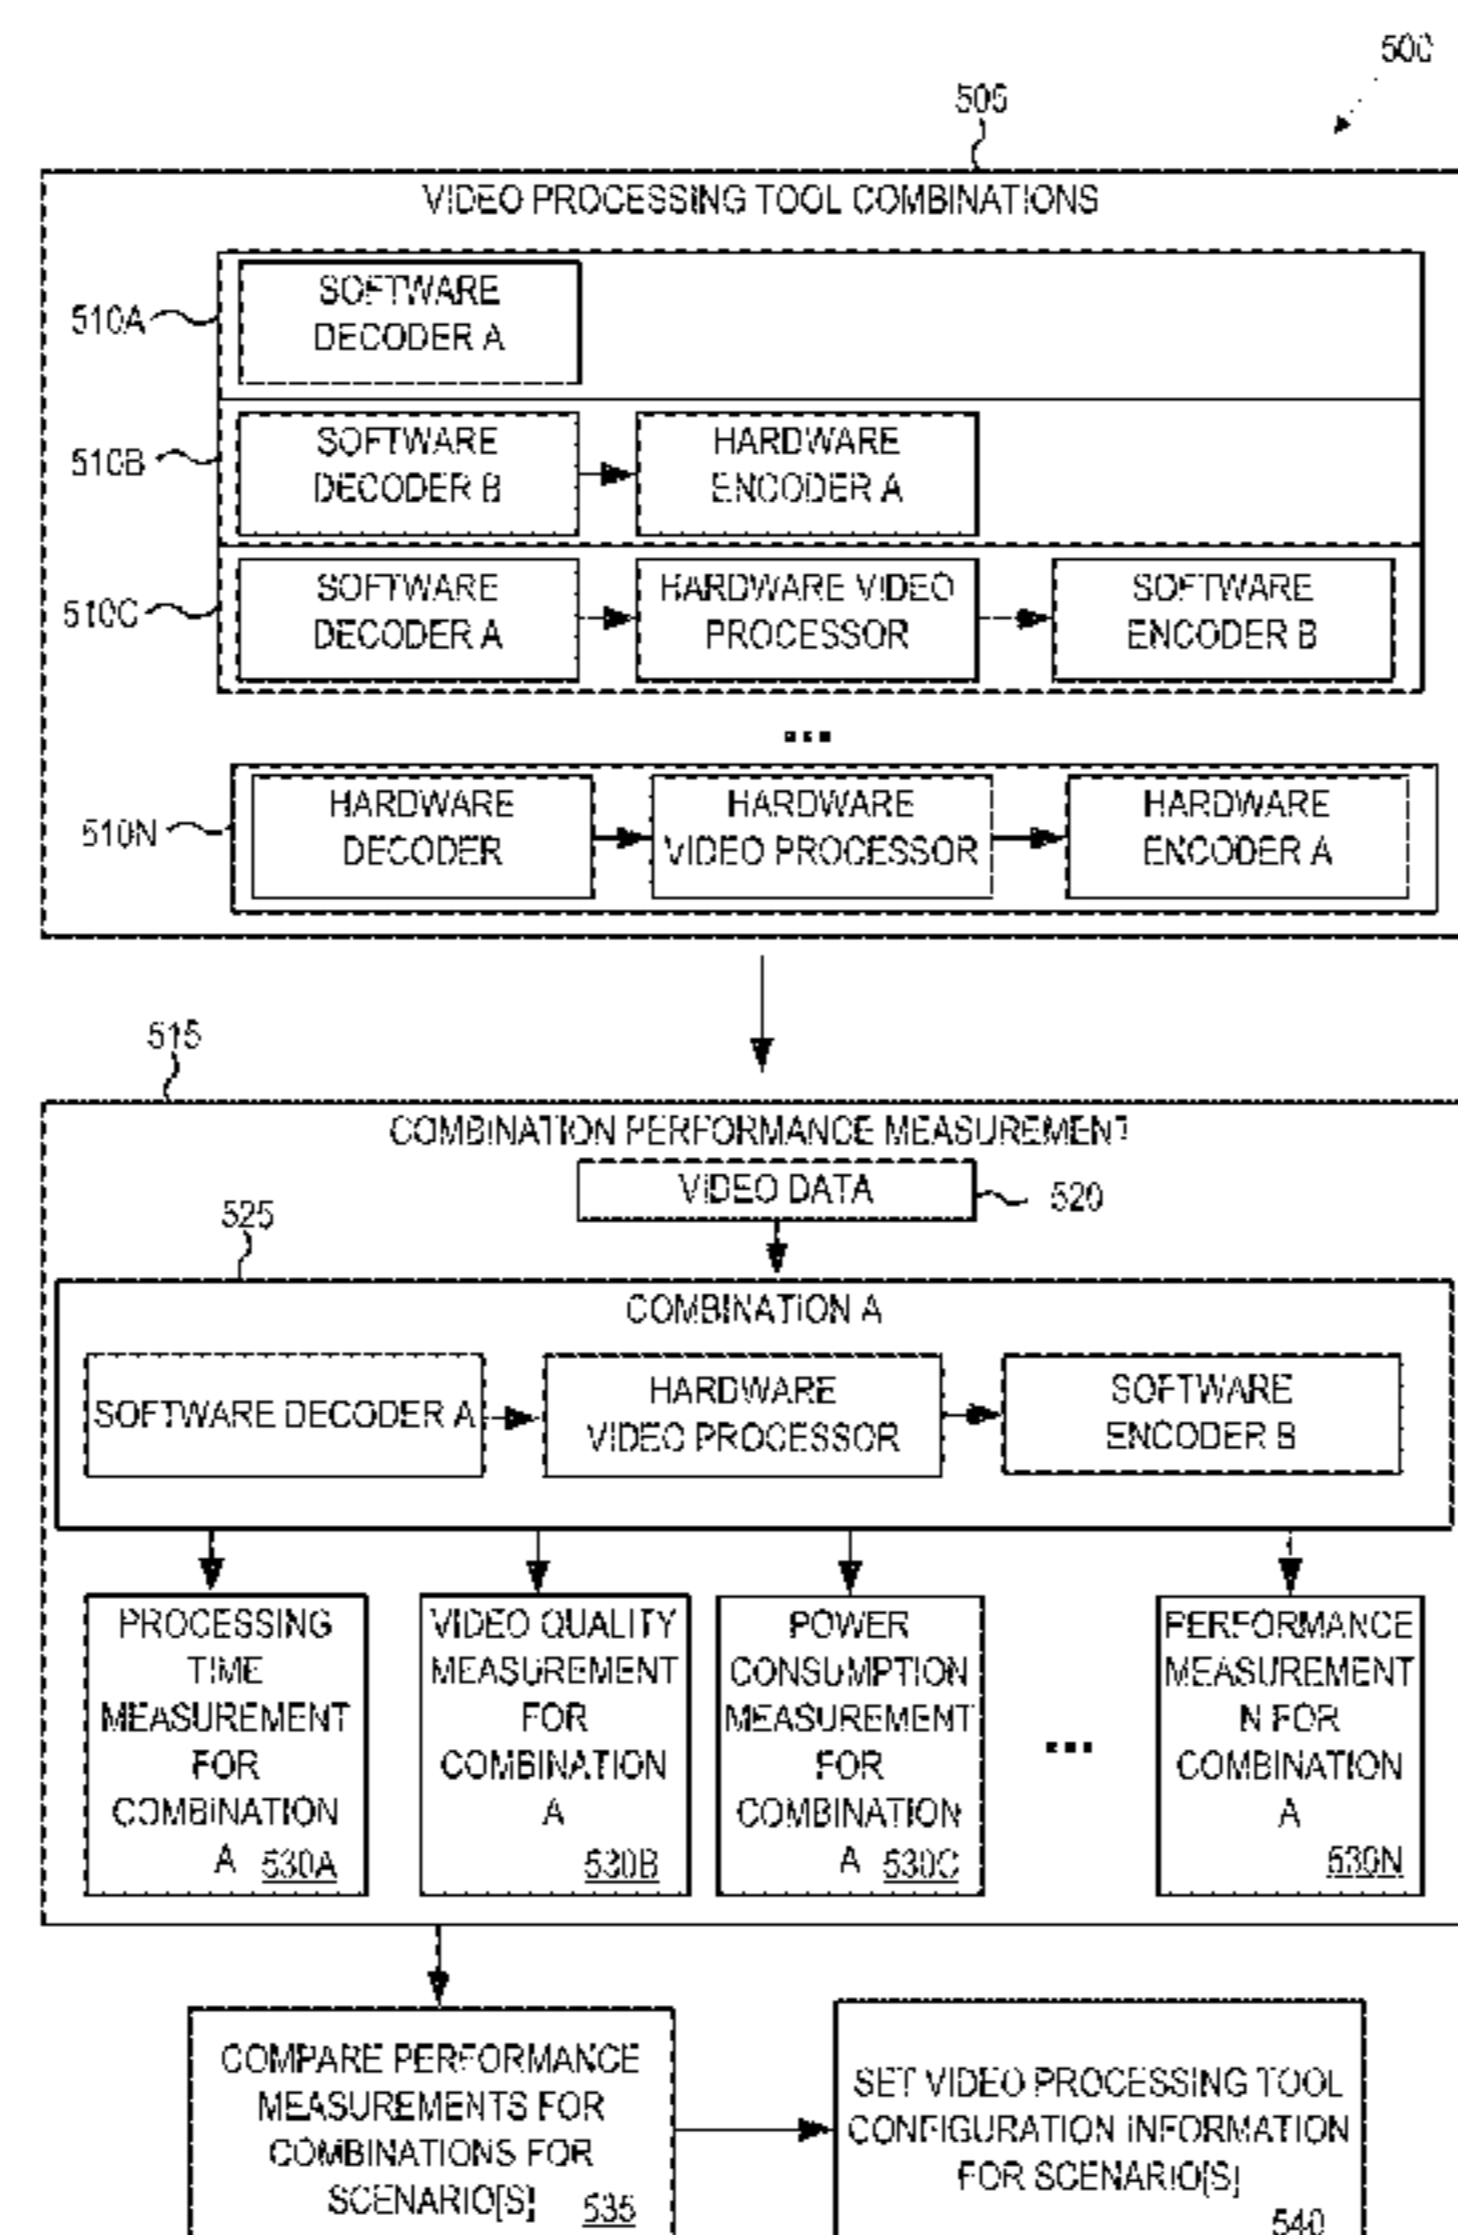 500
505
VIDEO PROCESSING TOOL COMBINATIONS
510A
SOFTWARE
DECODER A
510B
SOFTWARE
DECODER B
HARDWARE
ENCODER A
510C
SOFTWARE
DECODER A
HARDWARE VIDEO
PROCESSOR
SOFTWARE
ENCODER B
...
510N
HARDWARE
DECODER
HARDWARE
VIDEO PROCESSOR
HARDWARE
ENCODER A
515
COMBINATION PERFORMANCE MEASUREMENT
VIDEO DATA
520
525
COMBINATION A
SOFTWARE DECODER A
HARDWARE
VIDEO PROCESSOR
SOFTWARE
ENCODER B
PROCESSING
TIME
MEASUREMENT
FOR
COMBINATION
A 530A
VIDEO QUALITY
MEASUREMENT
FOR
COMBINATION
A
530B
POWER
CONSUMPTION
MEASUREMENT
FOR
COMBINATION
A 530C
...
PERFORMANCE
MEASUREMENT
N FOR
COMBINATION
A
530N
COMPARE PERFORMANCE
MEASUREMENTS FOR
COMBINATIONS FOR
SCENARIO[S] 535
SET VIDEO PROCESSING TOOL
CONFIGURATION INFORMATION
FOR SCENARIO[S]
540